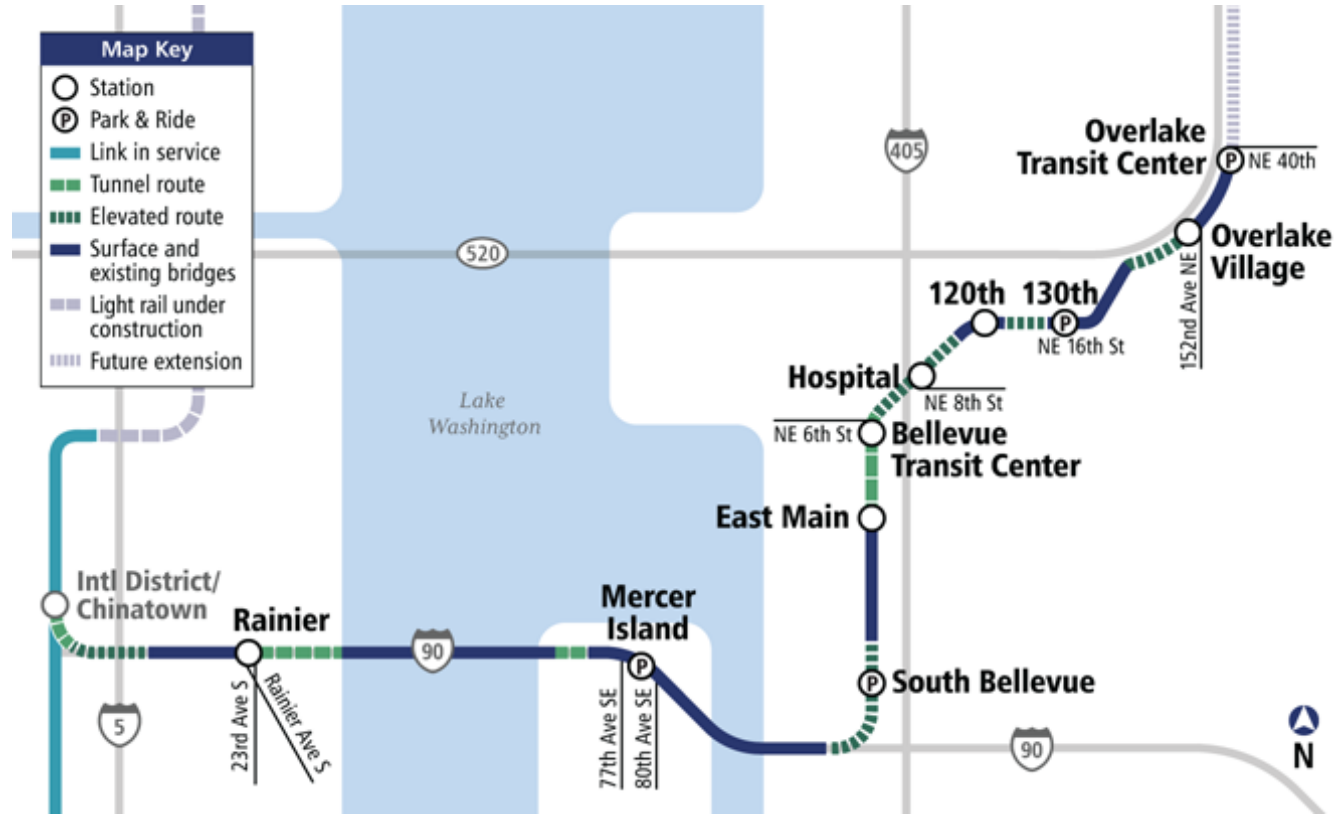 Map Key
Station
P
Park & Ride
Link in service
Tunnel route
Elevated route
Surface and
existing bridges
Light rail under
construction
Future extension
405
Overlake
Transit Center
P
NE 40th
520
Overlake
Village
152nd Ave NE
120th
130th
P
NE 16th St
Hospital
NE 8th St
Lake
Washington
NE 6th St
Bellevue
Transit Center
East Main
Intl District/
Chinatown
Rainier
Mercer
Island
90
P
P
South Bellevue
23rd Ave S
Rainier Ave S
77th Ave SE
80th Ave SE
5
90
N